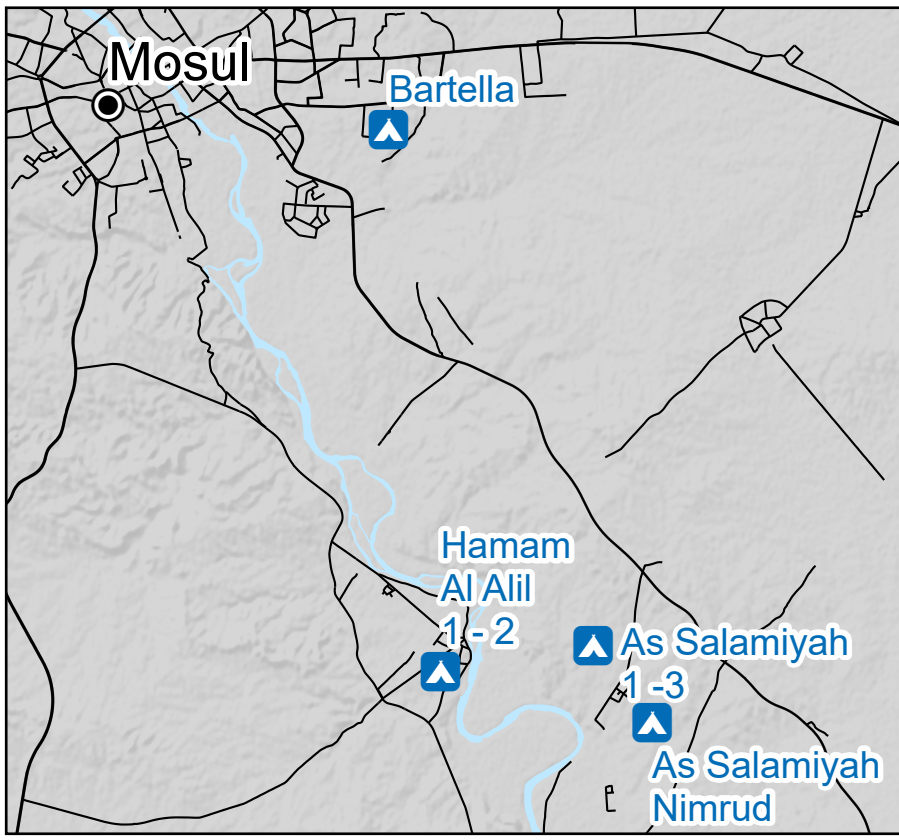 Mosul
Bartella
Hamam
Al Alil
1 - 2
As Salamiyah
1 -3
As Salamiyah
Nimrud